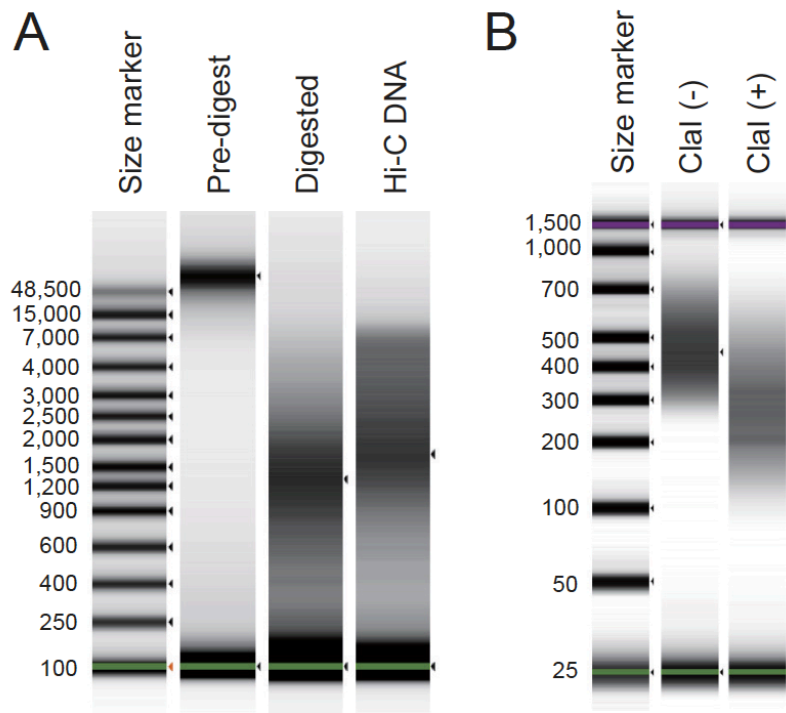 A
Size marker
Pre-digest
Digested
Hi-C DNA
48,500
15,000
7,000
4,000
3,000
2,500
2,000
1,500
1,200
900
600
400
250
100
B
Size marker
ClaI (-)
ClaI (+)
1,500
1,000
700
500
400
300
200
100
50
25